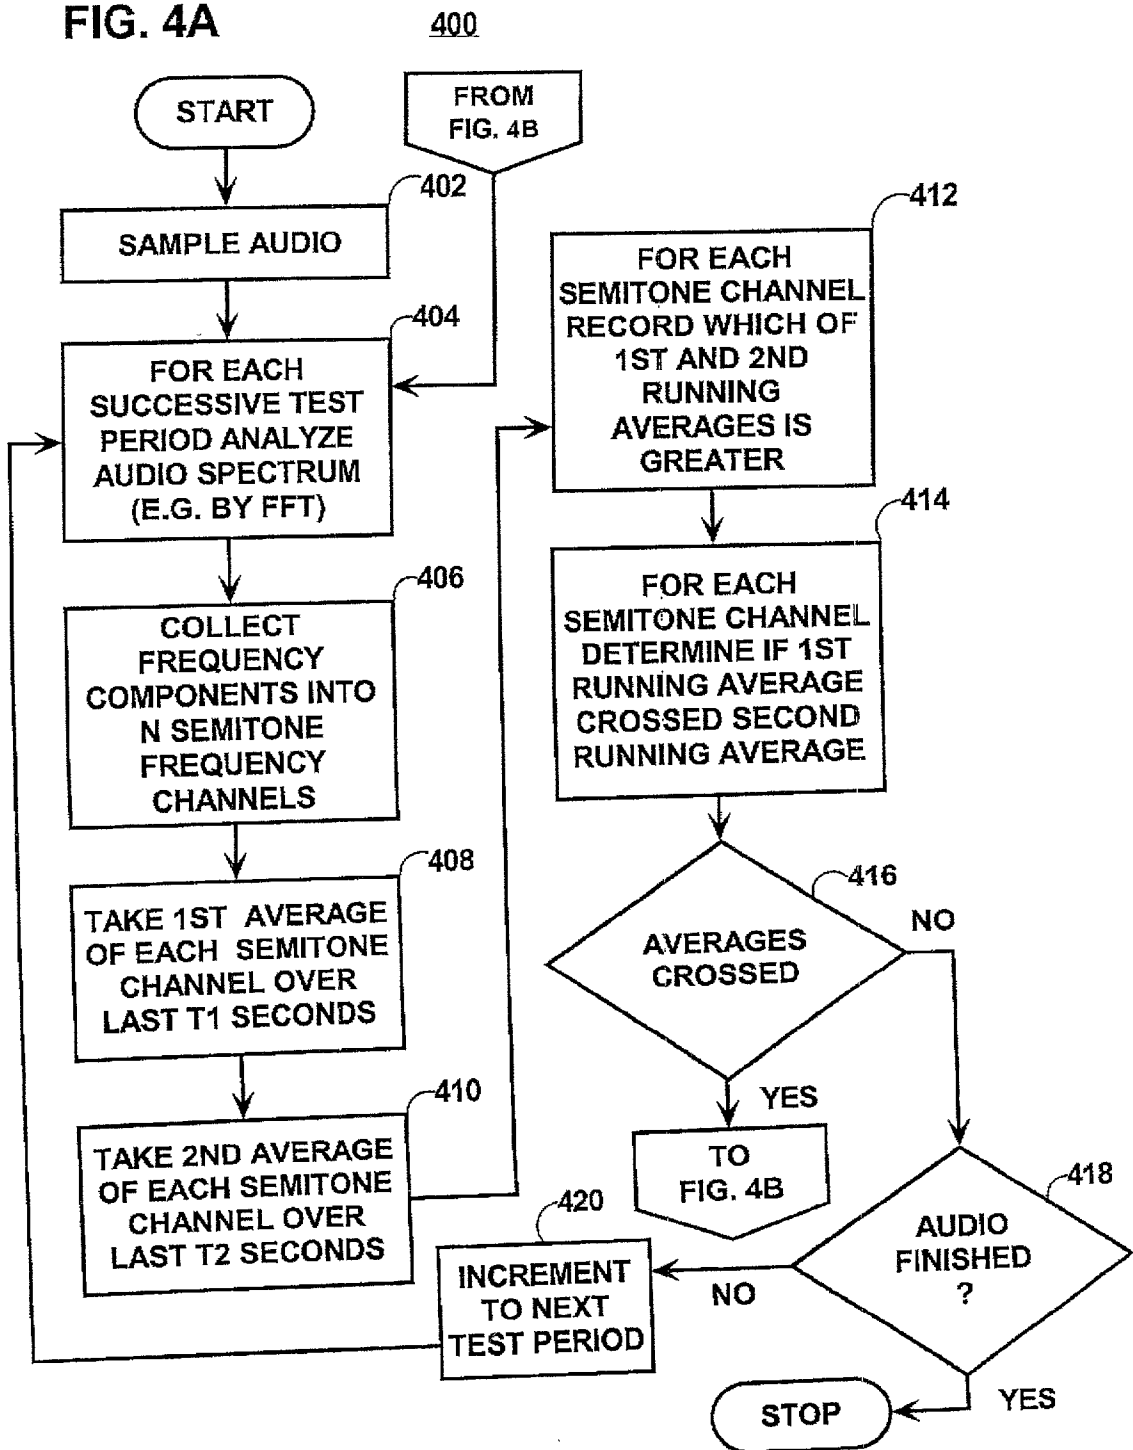 FIG. 4A
400
START
FROM
FIG. 4B
402
SAMPLE AUDIO
404
FOR EACH
SUCCESSIVE TEST
PERIOD ANALYZE
AUDIO SPECTRUM
(E.G. BY FFT)
406
COLLECT
FREQUENCY
COMPONENTS INTO
N SEMITONE
FREQUENCY
CHANNELS
408
TAKE 1ST AVERAGE
OF EACH SEMITONE
CHANNEL OVER
LAST T1 SECONDS
410
TAKE 2ND AVERAGE
OF EACH SEMITONE
CHANNEL OVER
LAST T2 SECONDS
412
FOR EACH
SEMITONE CHANNEL
RECORD WHICH OF
1ST AND 2ND
RUNNING
AVERAGES IS
GREATER
414
FOR EACH
SEMITONE CHANNEL
DETERMINE IF 1ST
RUNNING AVERAGE
CROSSED SECOND
RUNNING AVERAGE
416
AVERAGES
CROSSED
NO
YES
TO
FIG. 4B
418
AUDIO
FINISHED
?
NO
420
INCREMENT
TO NEXT
TEST PERIOD
YES
STOP